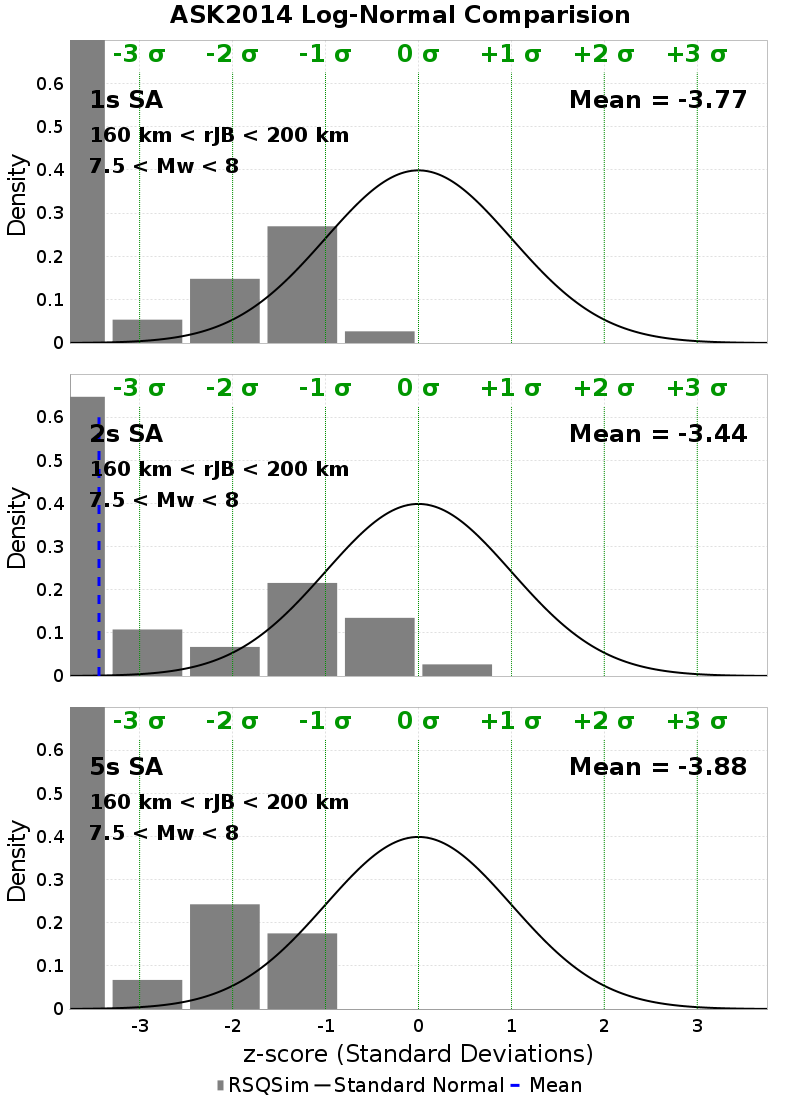 ASK2014 Log-Normal Comparision
-3 σ -2 σ -1 σ 0 σ +1 σ +2 σ +3 σ
0.6
1s SA Mean = -3.77
0.5
160 km < rJB < 200 km
7.5 < Mw < 8
0.4
Density
0.3
0.2
0.1
0
-3 σ -2 σ -1 σ 0 σ +1 σ +2 σ +3 σ
0.6
2s SA Mean = -3.44
0.5
160 km < rJB < 200 km
7.5 < Mw < 8
0.4
Density
0.3
0.2
0.1
0
-3 σ -2 σ -1 σ 0 σ +1 σ +2 σ +3 σ
0.6
5s SA Mean = -3.88
0.5
160 km < rJB < 200 km
7.5 < Mw < 8
0.4
Density
0.3
0.2
0.1
0
-3 -2 -1 0 1 2 3
z-score (Standard Deviations)
RSQSim Standard Normal Mean